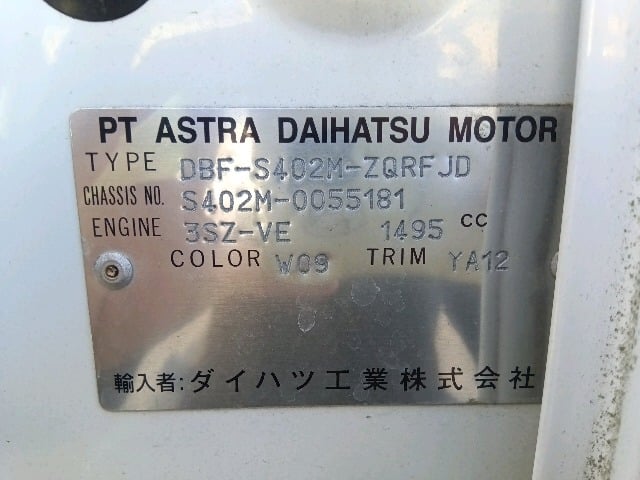 PT ASTRA DAIHATSU MOTOR
TYPE DBF-S402M-ZQRFJD
CHASSIS NO. S402M-0055181
ENGINE 3SZ-VE 1495 CC
COLOR W09 TRIM YA12
輸入者:ダイハツ工業株式会社